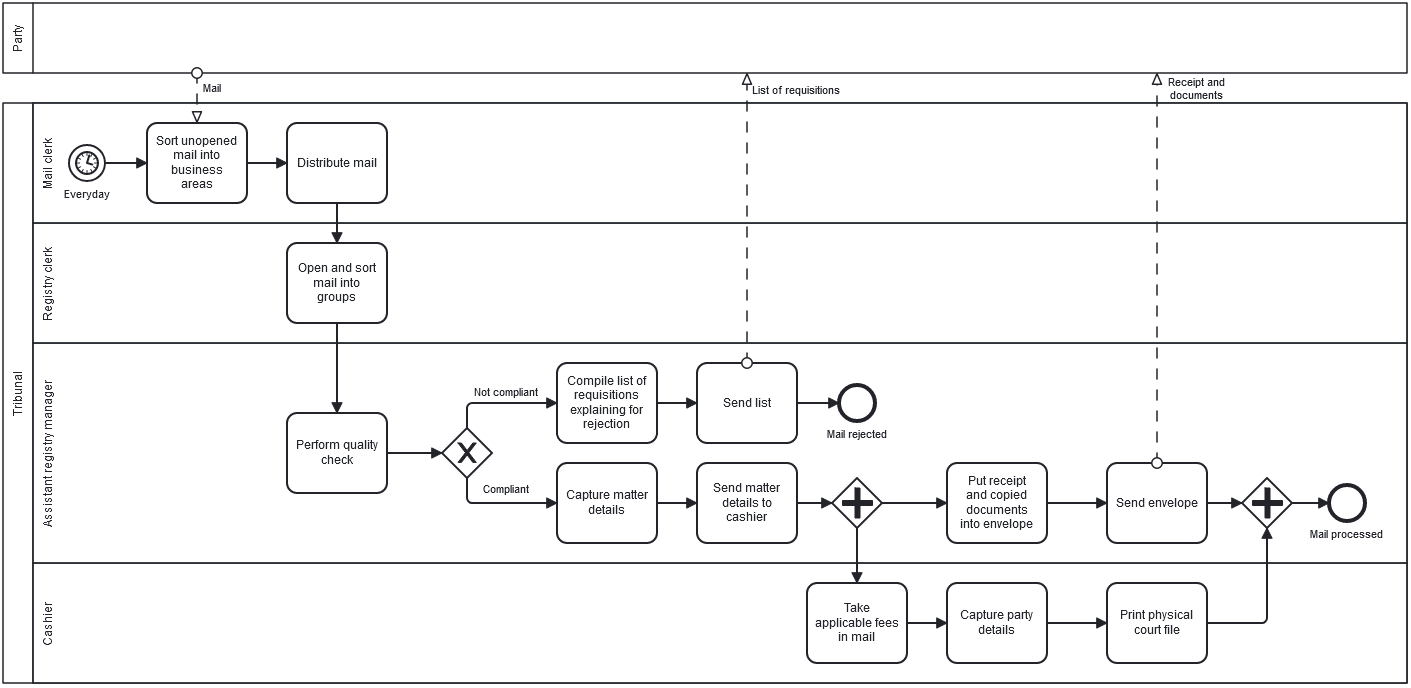 Party
Mail
List of requisitions
Receipt and
documents
Tribunal
Mail clerk
Everyday
Sort unopened
mail into
business
areas
Distribute mail
Registry clerk
Open and sort
mail into
groups
Assistant registry manager
Perform quality
check
Not compliant
Compliant
Compile list of
requisitions
explaining for
rejection
Send list
Mail rejected
Capture matter
details
Send matter
details to
cashier
Put receipt
and copied
documents
into envelope
Send envelope
Mail processed
Cashier
Take
applicable fees
in mail
Capture party
details
Print physical
court file